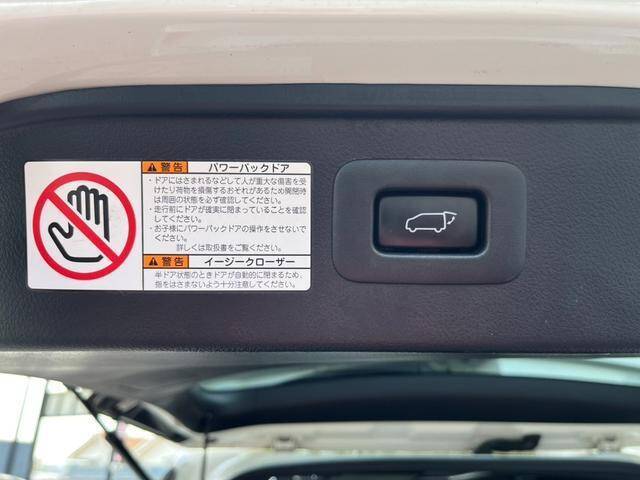 警告 パワーバックドア
・ドアにはさまれるなどして人が重大な傷害を受
けたり荷物を損傷するおそれがあるため開閉時
は周囲の状態を必ず確認してください。
・走行前にドアが確実に閉まっていることを確認
してください。
・お子様にパワーバックドアの操作をさせないで
ください。
詳しくは取扱書をご覧ください。
警告 イージークローザー
半ドア状態のときドアが自動的に閉まるため、
指をはさまないよう十分注意してください。